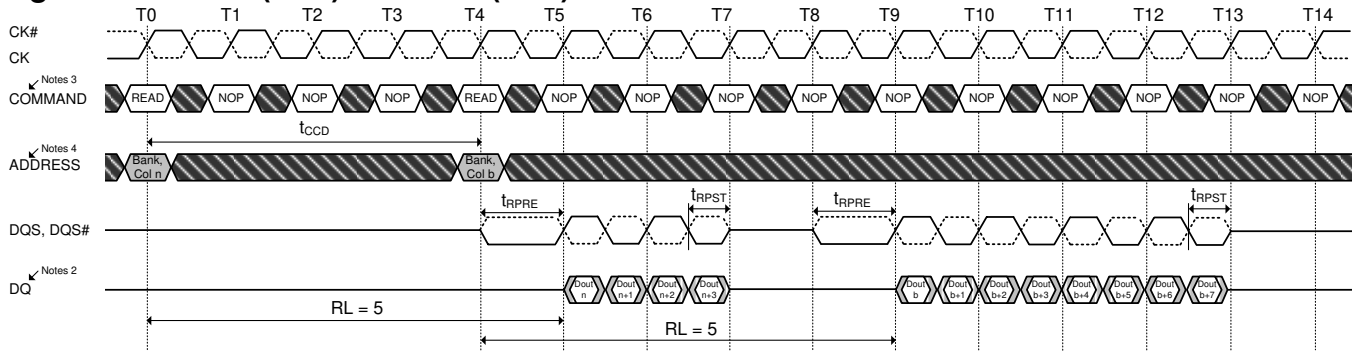 T0 T1 T2 T3 T4 T5 T6 T7 T8 T9 T10 T11 T12 T13 T14
CK#
CK
Notes 3
COMMAND READ NOP NOP NOP READ NOP NOP NOP NOP NOP NOP NOP NOP NOP NOP
tCCD
Notes 4
ADDRESS Bank, Col n Bank, Col b
tRPRE tRPST tRPRE tRPST
DQS, DQS#
Notes 2
DQ Dout n Dout n+1 Dout n+2 Dout n+3 Dout b Dout b+1 Dout b+2 Dout b+3 Dout b+4 Dout b+5 Dout b+6 Dout b+7
RL = 5
RL = 5